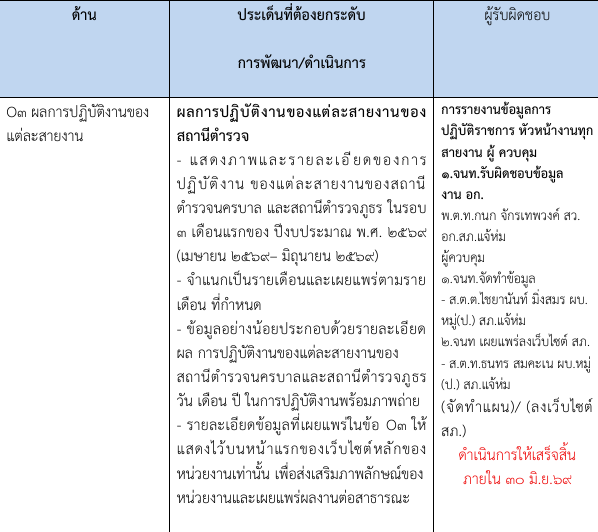 ด้าน
ประเด็นที่ต้องยกระดับ
การพัฒนา/ดำเนินการ
ผู้รับผิดชอบ
O๓ ผลการปฏิบัติงานของ
แต่ละสายงาน
ผลการปฏิบัติงานของแต่ละสายงานของ
สถานีตำรวจ
- แสดงภาพและรายละเอียดของการ
ปฏิบัติงาน ของแต่ละสายงานของสถานี
ตำรวจนครบาล และสถานีตำรวจภูธร ในรอบ
๓ เดือนแรกของ ปีงบประมาณ พ.ศ. ๒๕๖๙
(เมษายน ๒๕๖๙– มิถุนายน ๒๕๖๙)
- จำแนกเป็นรายเดือนและเผยแพร่ตามราย
เดือน ที่กำหนด
- ข้อมูลอย่างน้อยประกอบด้วยรายละเอียด
ผล การปฏิบัติงานของแต่ละสายงานของ
สถานีตำรวจนครบาลและสถานีตำรวจภูธร
วัน เดือน ปี ในการปฏิบัติงานพร้อมภาพถ่าย
- รายละเอียดข้อมูลที่เผยแพร่ในข้อ O๓ ให้
แสดงไว้บนหน้าแรกของเว็บไซต์หลักของ
หน่วยงานเท่านั้น เพื่อส่งเสริมภาพลักษณ์ของ
หน่วยงานและเผยแพร่ผลงานต่อสาธารณะ
การรายงานข้อมูลการ
ปฏิบัติราชการ หัวหน้างานทุก
สายงาน ผู้ ควบคุม
๑.จนท.รับผิดชอบข้อมูล
งาน อก.
พ.ต.ท.กนก จักรเทพวงค์ สว.
อก.สภ.แจ้ห่ม
ผู้ควบคุม
๑.จนท.จัดทำข้อมูล
- ส.ต.ต.ไชยานันท์ มิ่งสมร ผบ.
หมู่(ป.) สภ.แจ้ห่ม
๒.จนท เผยแพร่ลงเว็บไซต์ สภ.
- ส.ต.ท.ธนทร สมคะเน ผบ.หมู่
(ป.) สภ.แจ้ห่ม
(จัดทำแผน)/ (ลงเว็บไซต์
สภ.)
ดำเนินการให้เสร็จสิ้น
ภายใน ๓๐ มิ.ย.๖๙